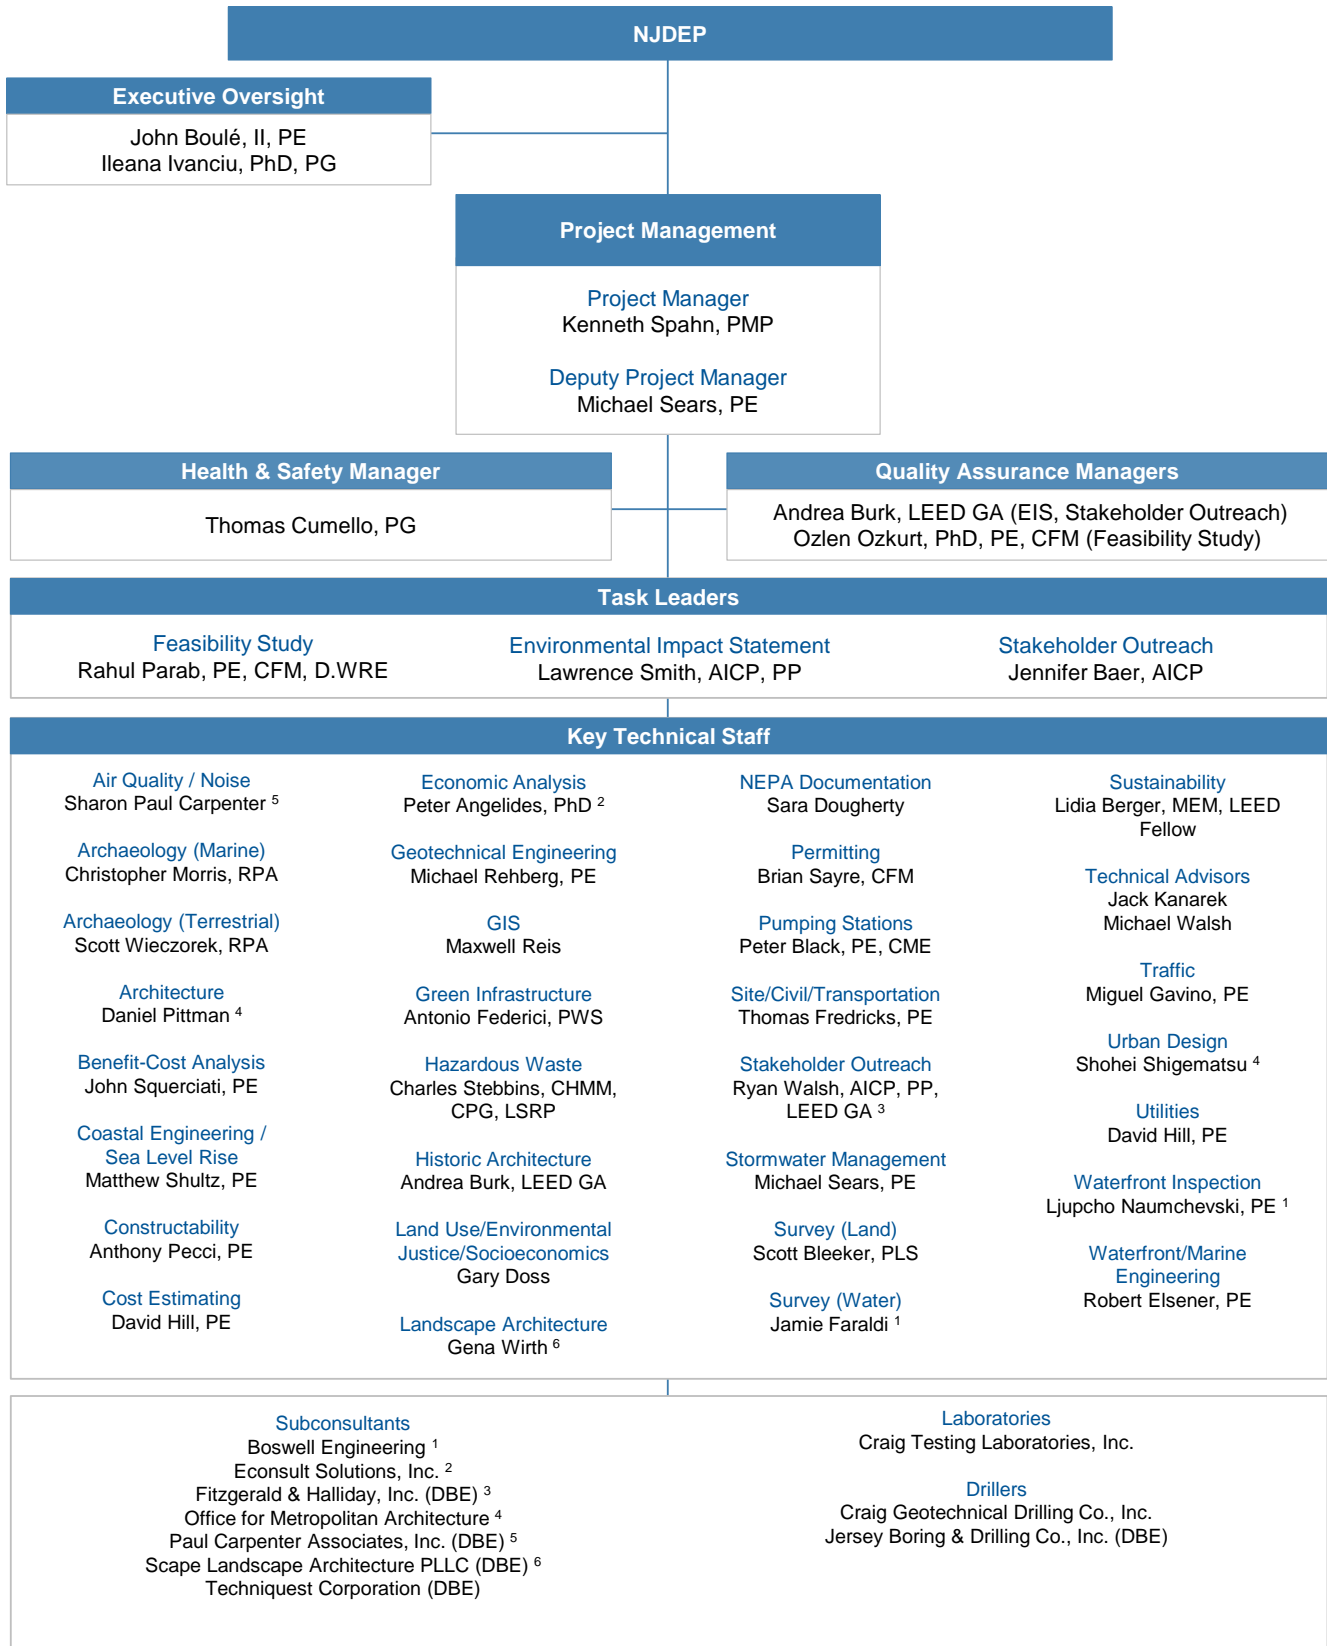 NJDEP
Executive Oversight
John Boulé, II, PE
Ileana Ivanciu, PhD, PG
Project Management
Project Manager
Kenneth Spahn, PMP
Deputy Project Manager
Michael Sears, PE
Health & Safety Manager
Thomas Cumello, PG
Quality Assurance Managers
Andrea Burk, LEED GA (EIS, Stakeholder Outreach)
Ozlen Ozkurt, PhD, PE, CFM (Feasibility Study)
Task Leaders
Feasibility Study
Rahul Parab, PE, CFM, D.WRE
Environmental Impact Statement
Lawrence Smith, AICP, PP
Stakeholder Outreach
Jennifer Baer, AICP
Key Technical Staff
Air Quality / Noise
Sharon Paul Carpenter ⁵
Archaeology (Marine)
Christopher Morris, RPA
Archaeology (Terrestrial)
Scott Wieczorek, RPA
Architecture
Daniel Pittman ⁴
Benefit-Cost Analysis
John Squerciati, PE
Coastal Engineering /
Sea Level Rise
Matthew Shultz, PE
Constructability
Anthony Pecci, PE
Cost Estimating
David Hill, PE
Economic Analysis
Peter Angelides, PhD ²
Geotechnical Engineering
Michael Rehberg, PE
GIS
Maxwell Reis
Green Infrastructure
Antonio Federici, PWS
Hazardous Waste
Charles Stebbins, CHMM,
CPG, LSRP
Historic Architecture
Andrea Burk, LEED GA
Land Use/Environmental
Justice/Socioeconomics
Gary Doss
Landscape Architecture
Gena Wirth ⁶
NEPA Documentation
Sara Dougherty
Permitting
Brian Sayre, CFM
Pumping Stations
Peter Black, PE, CME
Site/Civil/Transportation
Thomas Fredricks, PE
Stakeholder Outreach
Ryan Walsh, AICP, PP,
LEED GA ³
Stormwater Management
Michael Sears, PE
Survey (Land)
Scott Bleeker, PLS
Survey (Water)
Jamie Faraldi ¹
Sustainability
Lidia Berger, MEM, LEED
Fellow
Technical Advisors
Jack Kanarek
Michael Walsh
Traffic
Miguel Gavino, PE
Urban Design
Shohei Shigematsu ⁴
Utilities
David Hill, PE
Waterfront Inspection
Ljupcho Naumchevski, PE ¹
Waterfront/Marine
Engineering
Robert Elsener, PE
Subconsultants
Boswell Engineering ¹
Econsult Solutions, Inc. ²
Fitzgerald & Halliday, Inc. (DBE) ³
Office for Metropolitan Architecture ⁴
Paul Carpenter Associates, Inc. (DBE) ⁵
Scape Landscape Architecture PLLC (DBE) ⁶
Techniquest Corporation (DBE)
Laboratories
Craig Testing Laboratories, Inc.
Drillers
Craig Geotechnical Drilling Co., Inc.
Jersey Boring & Drilling Co., Inc. (DBE)